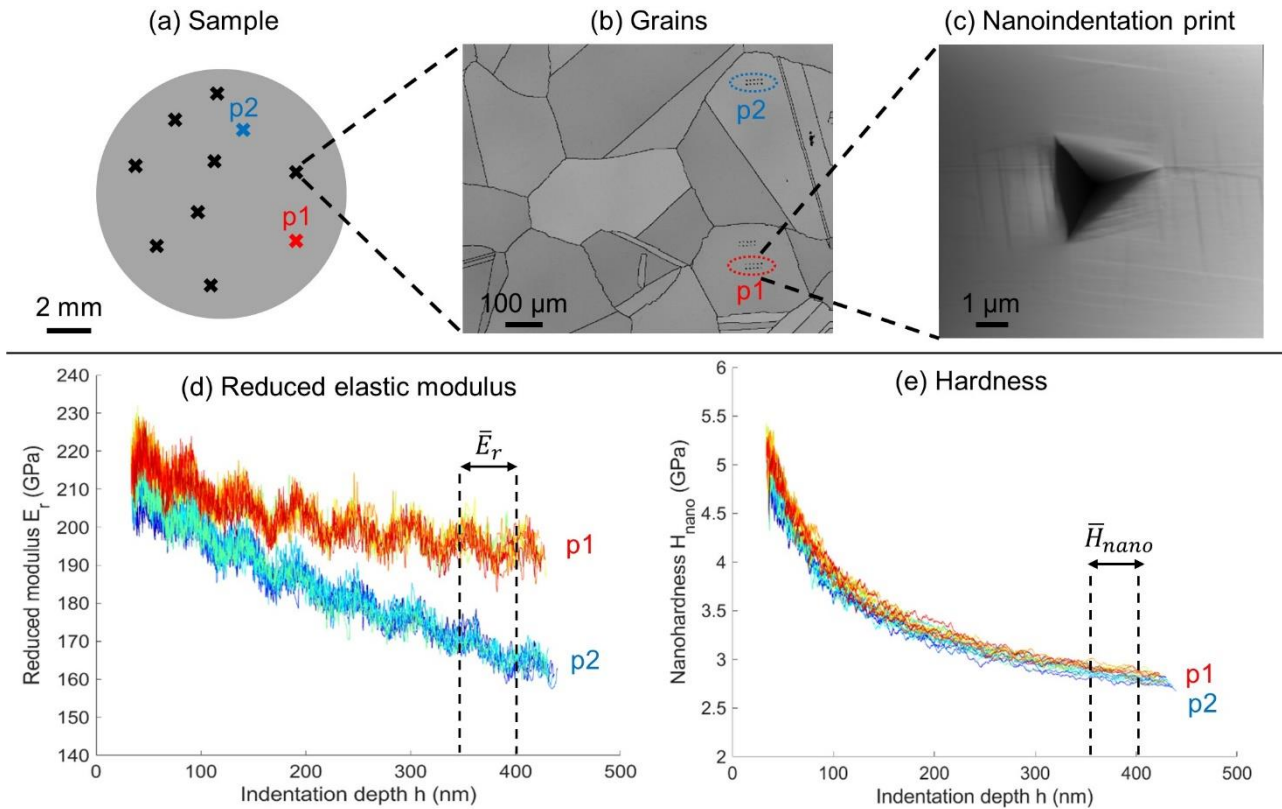 (a) Sample
(b) Grains
(c) Nanoindentation print
p2
p1
2 mm
p2
p1
100 µm
1 µm
(d) Reduced elastic modulus
Reduced modulus E_r (GPa)
240
230
220
210
200
190
180
170
160
150
140
Ē_r
p1
p2
0
100
200
300
400
500
Indentation depth h (nm)
(e) Hardness
Nanohardness H_nano (GPa)
6
5.5
5
4.5
4
3.5
3
2.5
2
H̄_nano
p1
p2
0
100
200
300
400
500
Indentation depth h (nm)